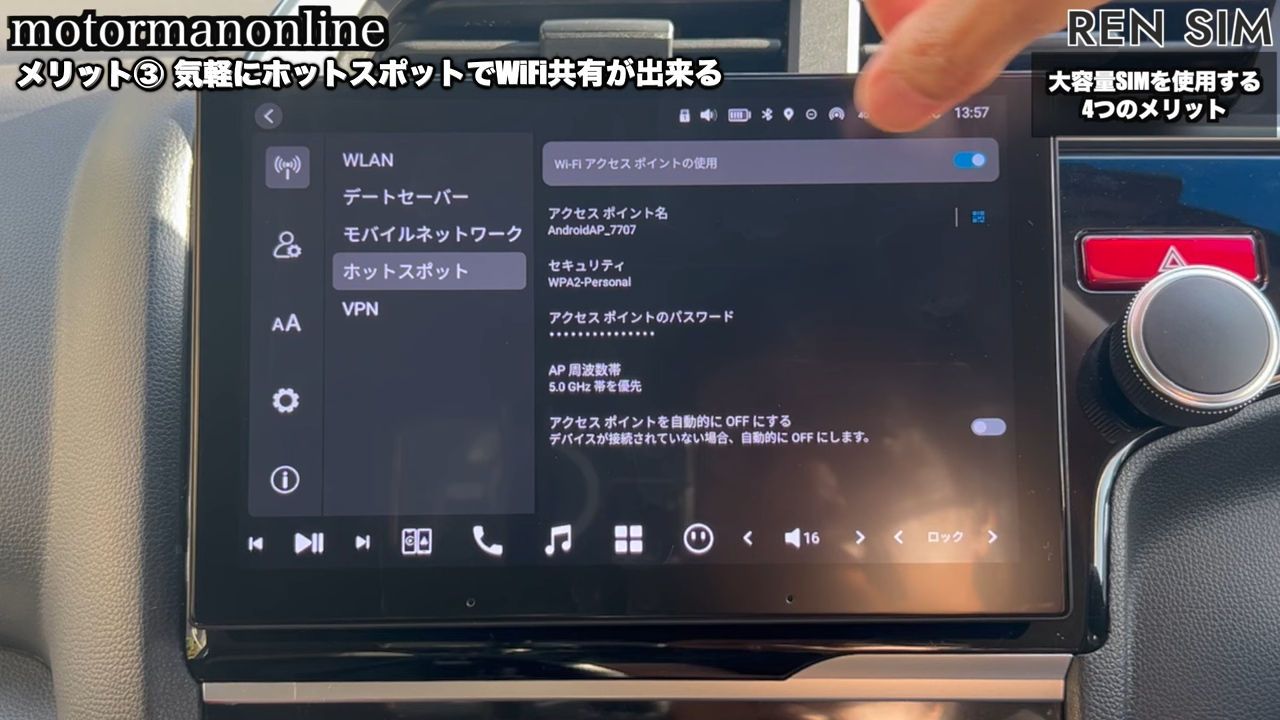 motormanonline
REN SIM
メリット③ 気軽にホットスポットでWiFi共有が出来る
大容量SIMを使用する
4つのメリット
13:57
WLAN
デートセーバー
モバイルネットワーク
ホットスポット
VPN
AA
Wi-Fi アクセス ポイントの使用
アクセス ポイント名
AndroidAP_7707
セキュリティ
WPA2-Personal
アクセス ポイントのパスワード
•••••••••••••••
AP 周波数帯
5.0 GHz 帯を優先
アクセス ポイントを自動的に OFF にする
デバイスが接続されていない場合、自動的に OFF にします。
16
ロック